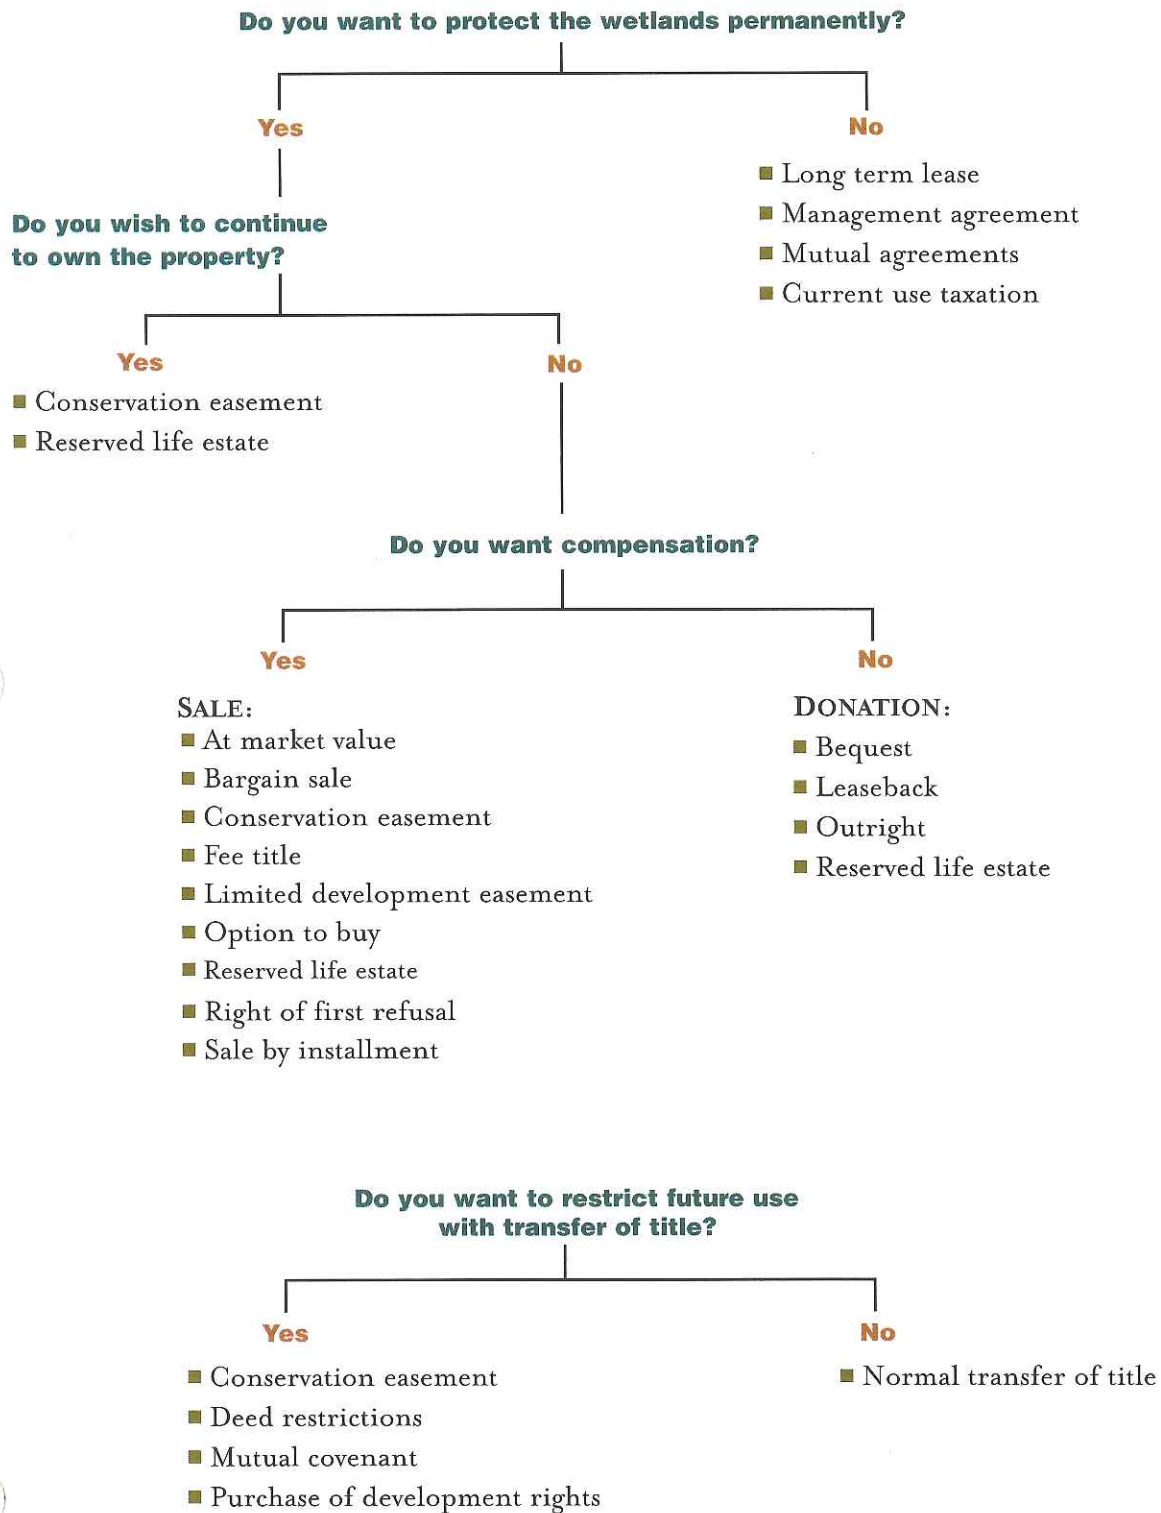 Do you want to protect the wetlands permanently?
Yes
No
■ Long term lease
■ Management agreement
■ Mutual agreements
■ Current use taxation
Do you wish to continue
to own the property?
Yes
No
■ Conservation easement
■ Reserved life estate
Do you want compensation?
Yes
No
SALE:
■ At market value
■ Bargain sale
■ Conservation easement
■ Fee title
■ Limited development easement
■ Option to buy
■ Reserved life estate
■ Right of first refusal
■ Sale by installment
DONATION:
■ Bequest
■ Leaseback
■ Outright
■ Reserved life estate
Do you want to restrict future use
with transfer of title?
Yes
No
■ Conservation easement
■ Deed restrictions
■ Mutual covenant
■ Purchase of development rights
■ Normal transfer of title